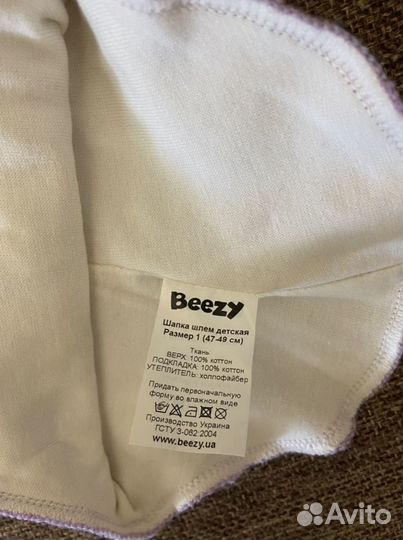 Beezy
Шапка шлем детская
Размер 1 (47-49 см)
Ткань
ВЕРХ: 100% коттон
ПОДКЛАДКА: 100% коттон
УТЕПЛИТЕЛЬ: холлофайбер
Придать первоначальную
форму во влажном виде
Производство Украина
ГСТУ 3-062:2004
www.beezy.ua
Avito